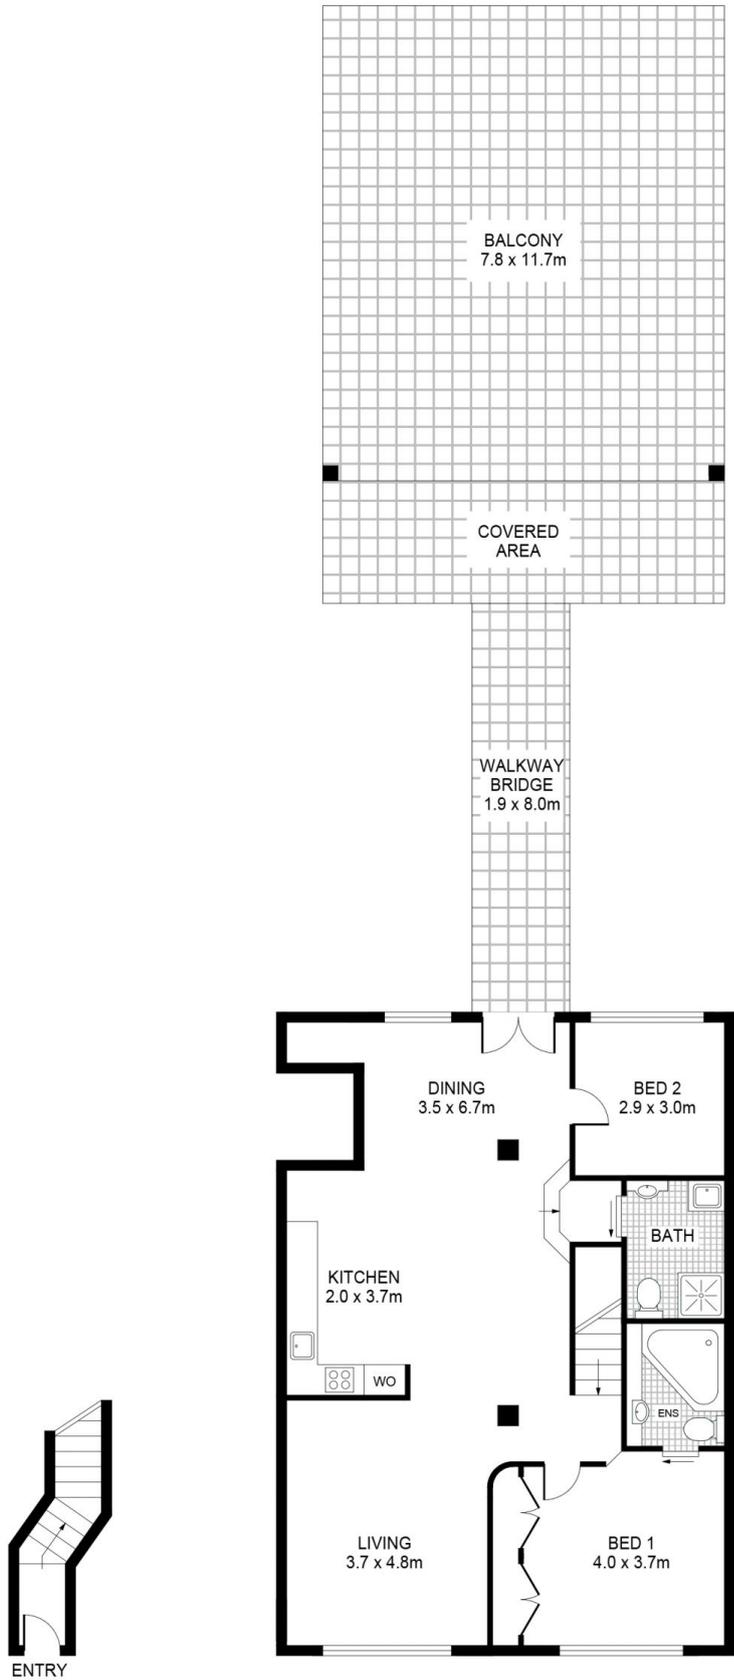 BALCONY
7.8 x 11.7m
COVERED
AREA
WALKWAY
BRIDGE
1.9 x 8.0m
DINING
3.5 x 6.7m
BED 2
2.9 x 3.0m
BATH
KITCHEN
2.0 x 3.7m
WO
ENS
LIVING
3.7 x 4.8m
BED 1
4.0 x 3.7m
ENTRY